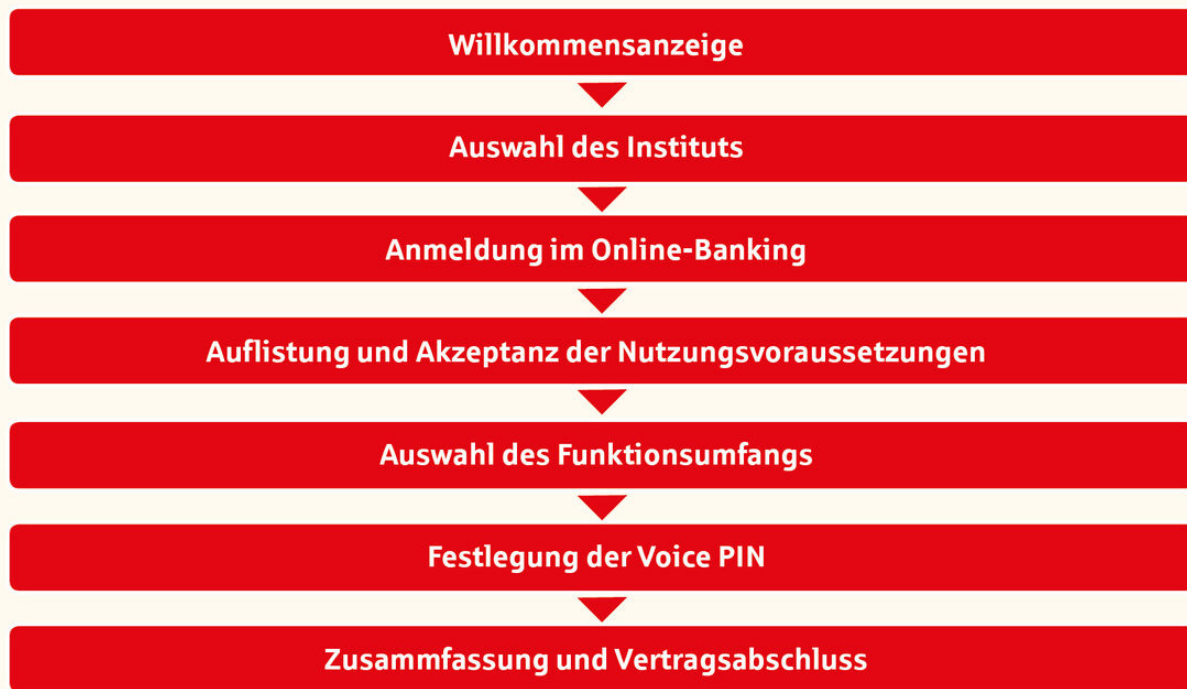 Willkommensanzeige
Auswahl des Instituts
Anmeldung im Online-Banking
Auflistung und Akzeptanz der Nutzungsvoraussetzungen
Auswahl des Funktionsumfangs
Festlegung der Voice PIN
Zusammfassung und Vertragsabschluss